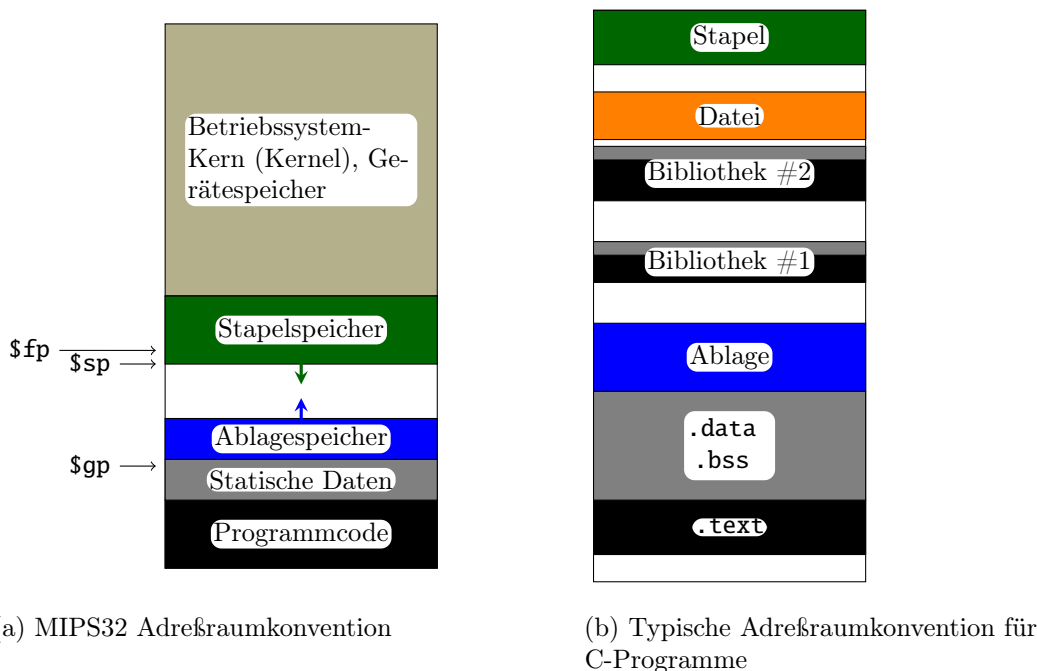 Betriebssystem-
Kern (Kernel), Ge-
rätespeicher
Stapelspeicher
$fp
$sp
Ablagespeicher
$gp
Statische Daten
Programmcode
a) MIPS32 Adreßraumkonvention
Stapel
Datei
Bibliothek #2
Bibliothek #1
Ablage
.data
.bss
.text
(b) Typische Adreßraumkonvention für
C-Programme